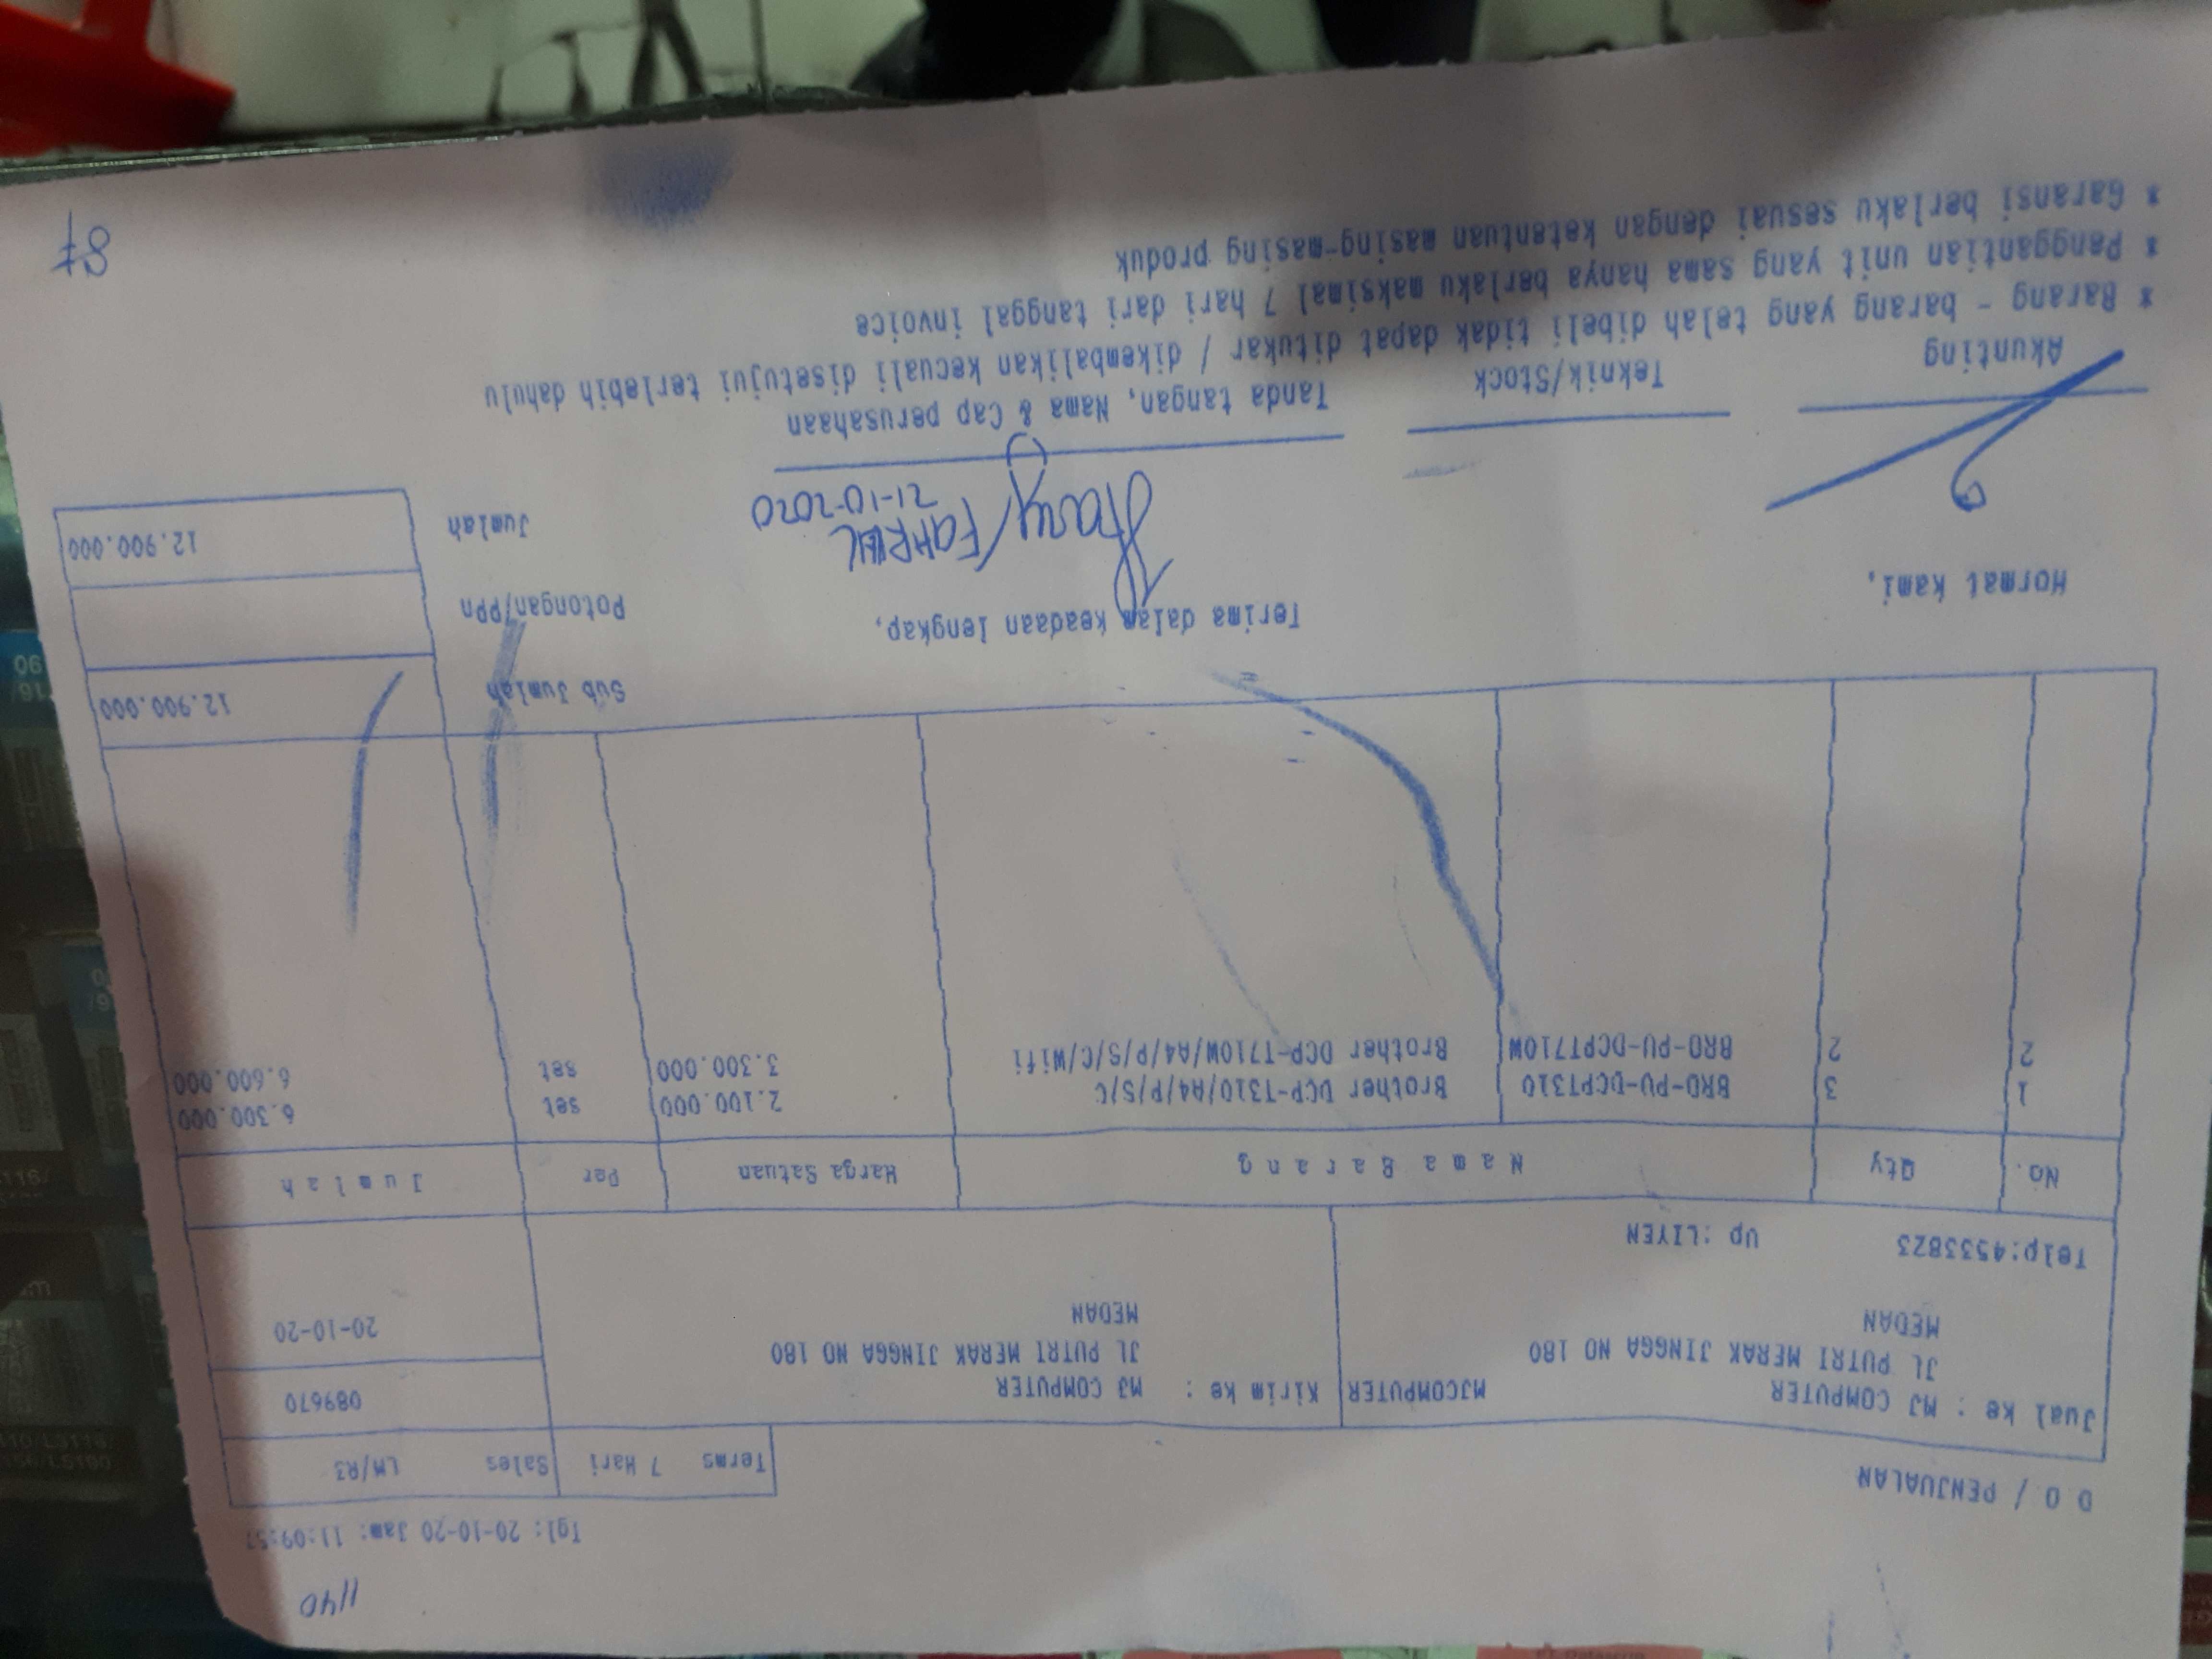 1140
Tgl: 20-10-20 Jam: 11:09:57
D O / PENJUALAN
Terms 7 Hari Sales LM/R3
Jual ke : MJ COMPUTER MJCOMPUTER Kirim ke : MJ COMPUTER 089670
JL PUTRI MERAK JINGGA NO 180 JL PUTRI MERAK JINGGA NO 180
MEDAN MEDAN 20-10-20
Telp:4533823 Up :LIYEN
No. Qty Nama Barang Harga Satuan Per Jumlah
1 3 BRO-PU-DCPT310 Brother DCP-T310/A4/P/S/C 2.100.000 set 6.300.000
2 2 BRO-PU-DCPT710W Brother DCP-T710W/A4/P/S/C/Wifi 3.300.000 set 6.600.000
Sub Jumlah 12.900.000
Hormat kami, Terima dalam keadaan lengkap, Potongan/PPn
FAHRUL
21-10-2020
Jumlah 12.900.000
Akunting Teknik/Stock Tanda tangan, Nama & Cap perusahaan
* Barang - barang yang telah dibeli tidak dapat ditukar / dikembalikan kecuali disetujui terlebih dahulu
* Penggantian unit yang sama hanya berlaku maksimal 7 hari dari tanggal invoice
* Garansi berlaku sesuai dengan ketentuan masing-masing produk